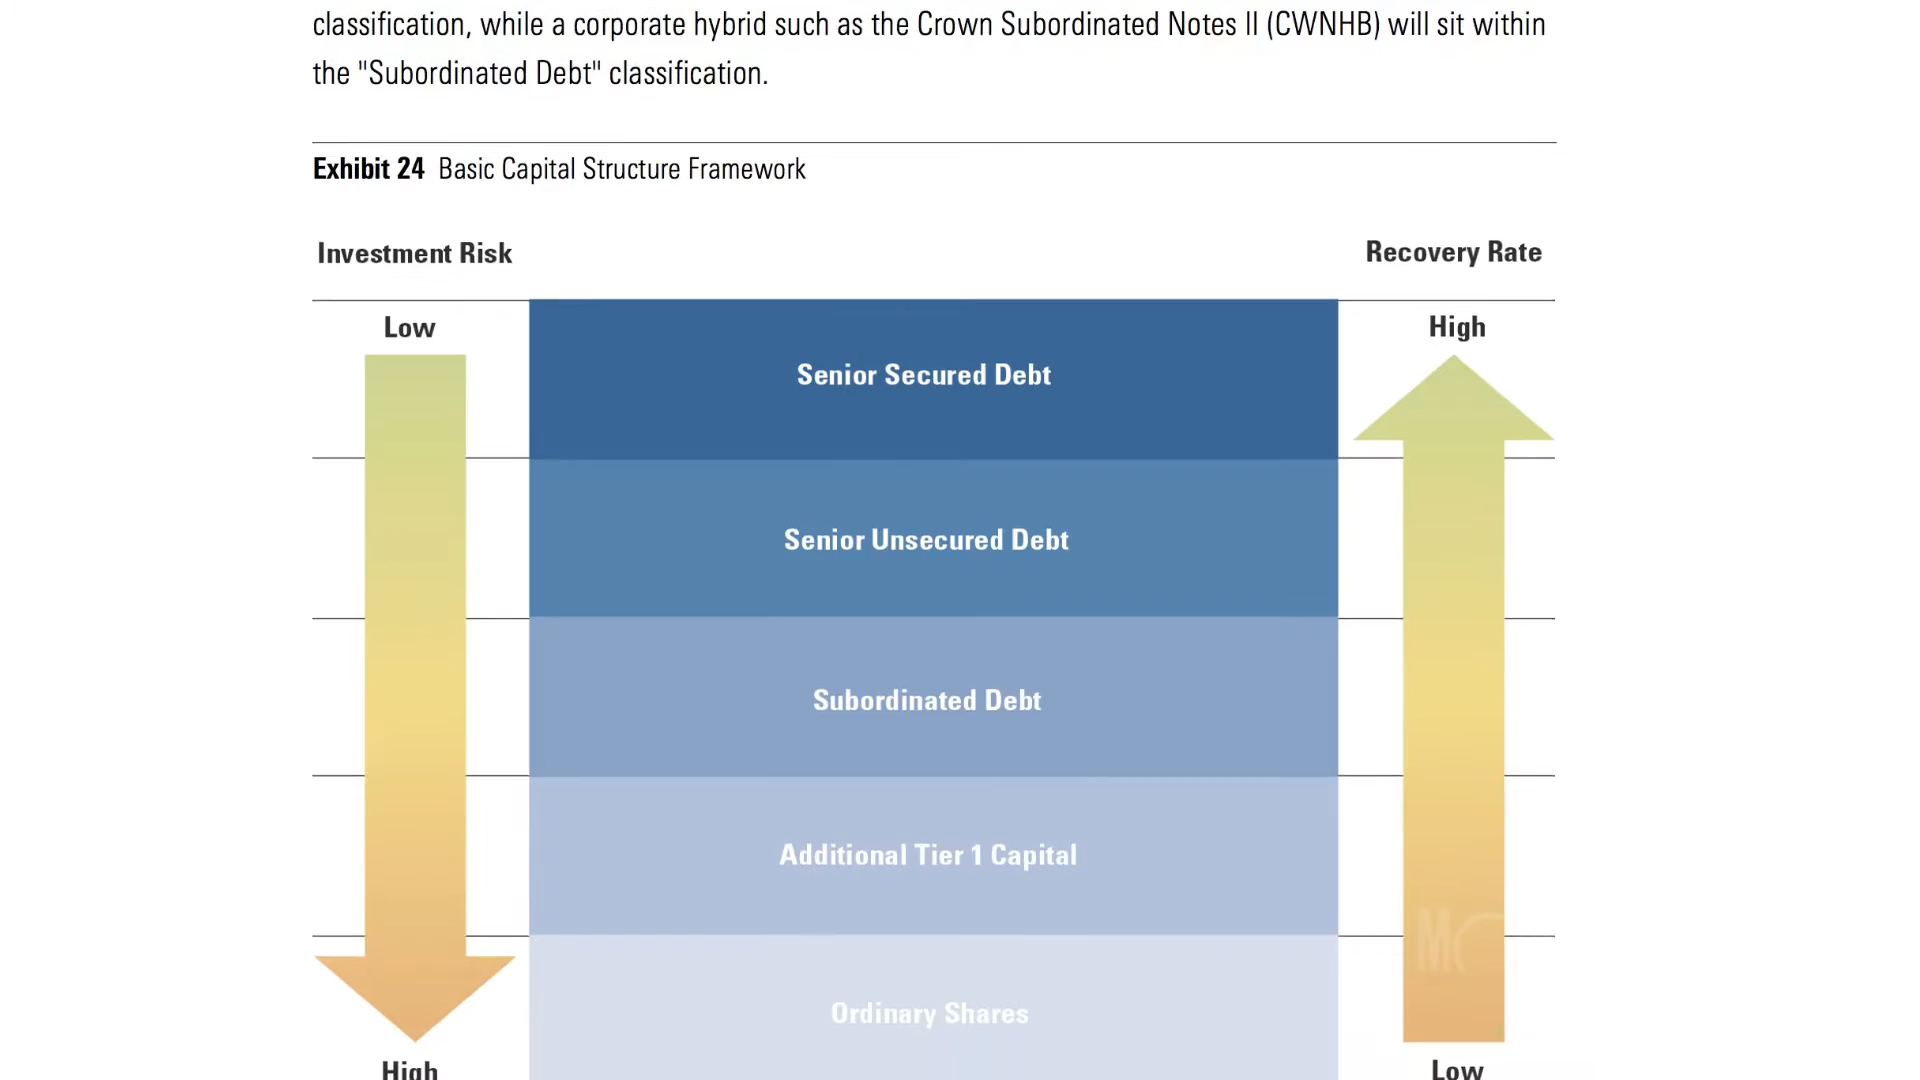 classification, while a corporate hybrid such as the Crown Subordinated Notes II (CWNHB) will sit within
the "Subordinated Debt" classification.
Exhibit 24 Basic Capital Structure Framework
Investment Risk
Recovery Rate
Low
High
Senior Secured Debt
Senior Unsecured Debt
Subordinated Debt
Additional Tier 1 Capital
Ordinary Shares
High
Low